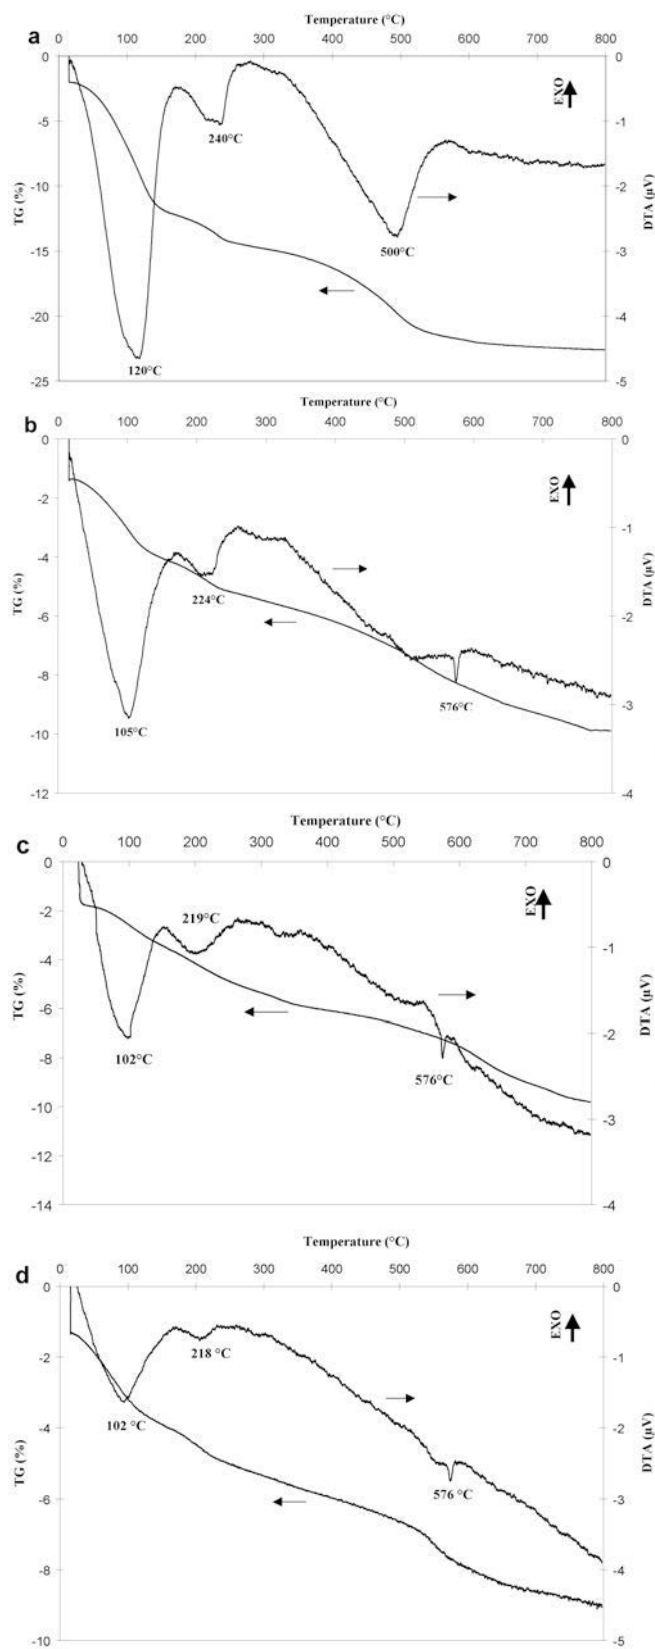 Temperature (°C)
0 100 200 300 400 500 600 700 800
a
0 0
EXO
-5 -1
240°C
-10 -2
TG (%)
DTA (µV)
500°C
-15 -3
-20 -4
120°C
-25 -5
Temperature (°C)
0 100 200 300 400 500 600 700 800
b
0 0
EXO
-2
-1
-4
224°C
TG (%)
DTA (µV)
-6 -2
-8
576°C
105°C
-3
-10
-12 -4
Temperature (°C)
0 100 200 300 400 500 600 700 800
c
0 0
219°C
EXO
-2
-1
-4
TG (%)
DTA (µV)
-6
-2
102°C
576°C
-8
-10
-3
-12
-14 -4
Temperature (°C)
0 100 200 300 400 500 600 700 800
d
0 0
EXO
218 °C
-1
-2
102 °C
-4
-2
TG (%)
DTA (µV)
576 °C
-6
-3
-8
-4
-10 -5